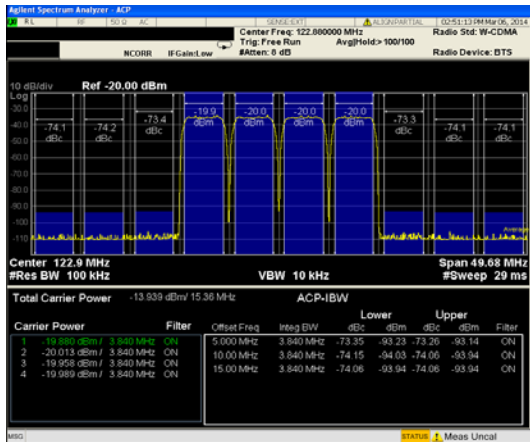 Agilent Spectrum Analyzer - ACP
RL RF 50 Ω AC SENSE:EXT ALIGNPARTIAL 02:51:13 PM Mar 06, 2014
Center Freq: 122.880000 MHz Radio Std: W-CDMA
Trig: Free Run Avg|Hold:> 100/100
NCORR IFGain:Low #Atten: 8 dB Radio Device: BTS
10 dB/div Ref -20.00 dBm
Log
-30.0
-40.0
-50.0
-60.0
-70.0
-80.0
-90.0
-100
-110
-74.1 dBc
-74.2 dBc
-73.4 dBc
-19.9 dBm
-20.0 dBm
-20.0 dBm
-20.0 dBm
-73.3 dBc
-74.1 dBc
-74.1 dBc
Average
Center 122.9 MHz Span 49.68 MHz
#Res BW 100 kHz VBW 10 kHz #Sweep 29 ms
Total Carrier Power -13.939 dBm/ 15.36 MHz ACP-IBW
Lower Upper
Carrier Power Filter Offset Freq Integ BW dBc dBm dBc dBm Filter
1 -19.880 dBm / 3.840 MHz ON 5.000 MHz 3.840 MHz -73.35 -93.23 -73.26 -93.14 ON
2 -20.013 dBm / 3.840 MHz ON 10.00 MHz 3.840 MHz -74.15 -94.03 -74.06 -93.94 ON
3 -19.958 dBm / 3.840 MHz ON 15.00 MHz 3.840 MHz -74.06 -93.94 -74.06 -93.94 ON
4 -19.989 dBm / 3.840 MHz ON
MSG STATUS Meas Uncal